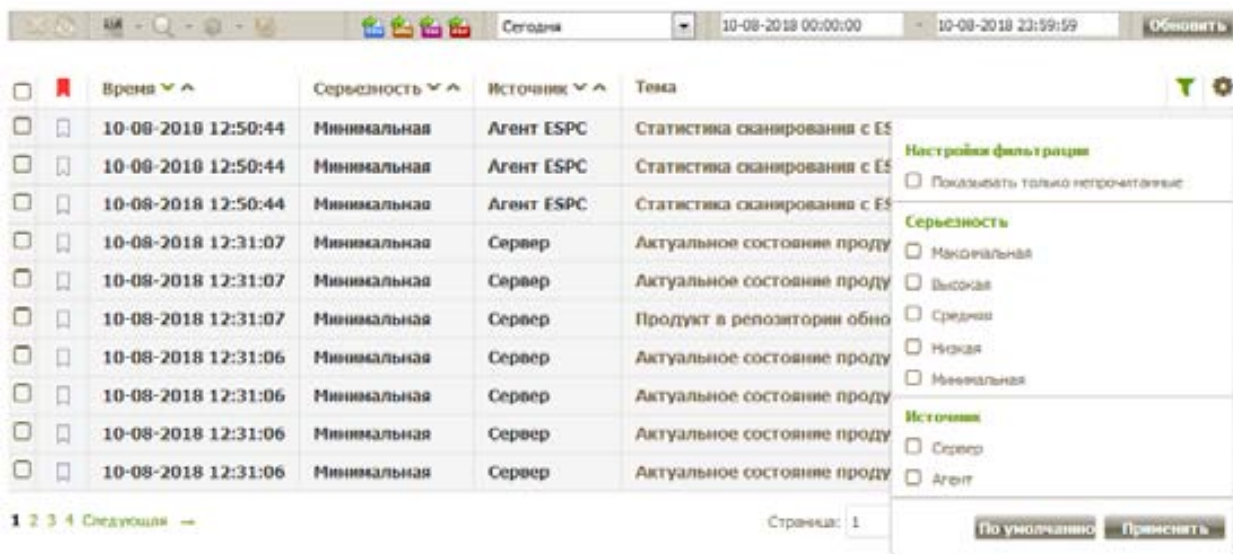 Сегодня 10-08-2018 00:00:00 - 10-08-2018 23:59:59 Обновить
Время Серьезность Источник Тема
10-08-2018 12:50:44 Минимальная Агент ESPC Статистика сканирования с ES
10-08-2018 12:50:44 Минимальная Агент ESPC Статистика сканирования с ES
10-08-2018 12:50:44 Минимальная Агент ESPC Статистика сканирования с ES
10-08-2018 12:31:07 Минимальная Сервер Актуальное состояние проду
10-08-2018 12:31:07 Минимальная Сервер Актуальное состояние проду
10-08-2018 12:31:07 Минимальная Сервер Продукт в репозитории обно
10-08-2018 12:31:06 Минимальная Сервер Актуальное состояние проду
10-08-2018 12:31:06 Минимальная Сервер Актуальное состояние проду
10-08-2018 12:31:06 Минимальная Сервер Актуальное состояние проду
10-08-2018 12:31:06 Минимальная Сервер Актуальное состояние проду
Настройки фильтрации
Показывать только непрочитанные
Серьезность
Максимальная
Высокая
Средняя
Низкая
Минимальная
Источник
Сервер
Агент
По умолчанию Применить
1 2 3 4 Следующая → Страница: 1